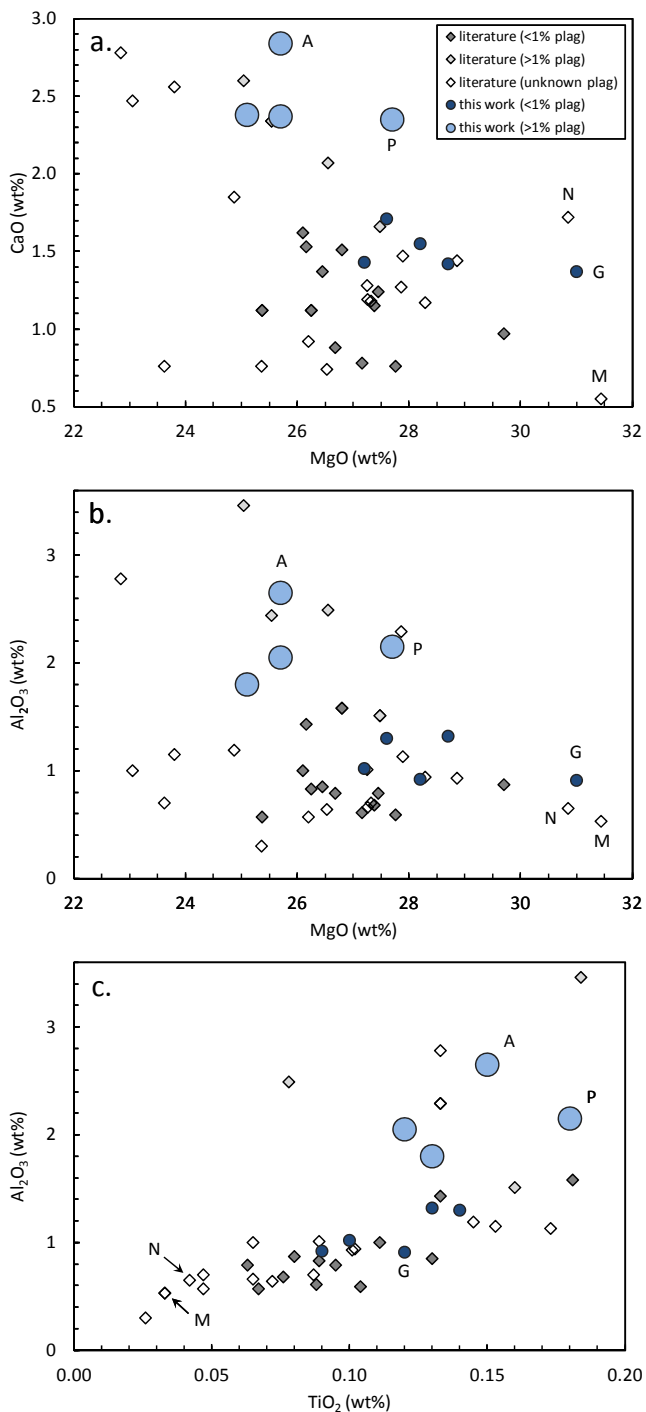 a.
A
P
N
G
M
literature (<1% plag)
literature (>1% plag)
literature (unknown plag)
this work (<1% plag)
this work (>1% plag)
3.0
2.5
2.0
1.5
1.0
0.5
CaO (wt%)
22 24 26 28 30 32
MgO (wt%)
b.
A
P
G
N
M
3
2
1
0
Al₂O₃ (wt%)
22 24 26 28 30 32
MgO (wt%)
c.
A
P
N
G
M
3
2
1
0
Al₂O₃ (wt%)
0.00 0.05 0.10 0.15 0.20
TiO₂ (wt%)